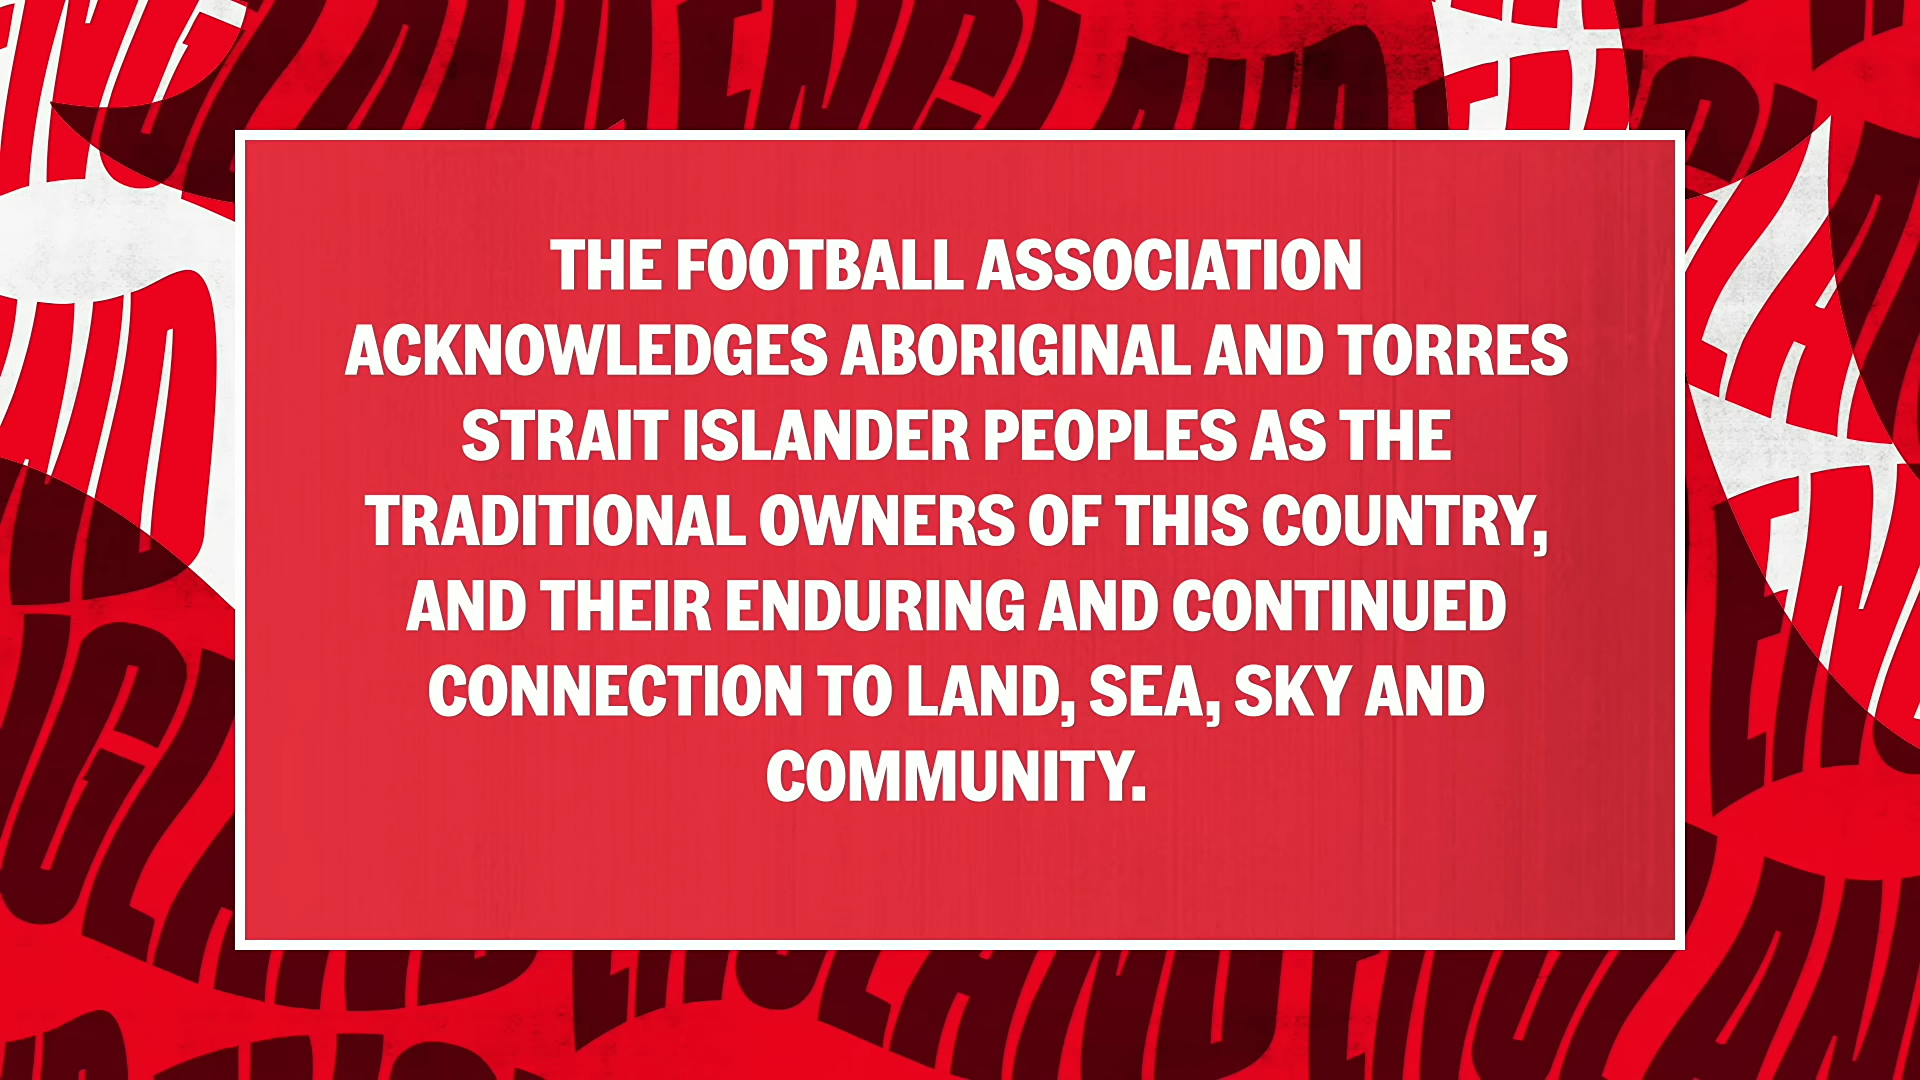 THE FOOTBALL ASSOCIATION
ACKNOWLEDGES ABORIGINAL AND TORRES
STRAIT ISLANDER PEOPLES AS THE
TRADITIONAL OWNERS OF THIS COUNTRY,
AND THEIR ENDURING AND CONTINUED
CONNECTION TO LAND, SEA, SKY AND
COMMUNITY.